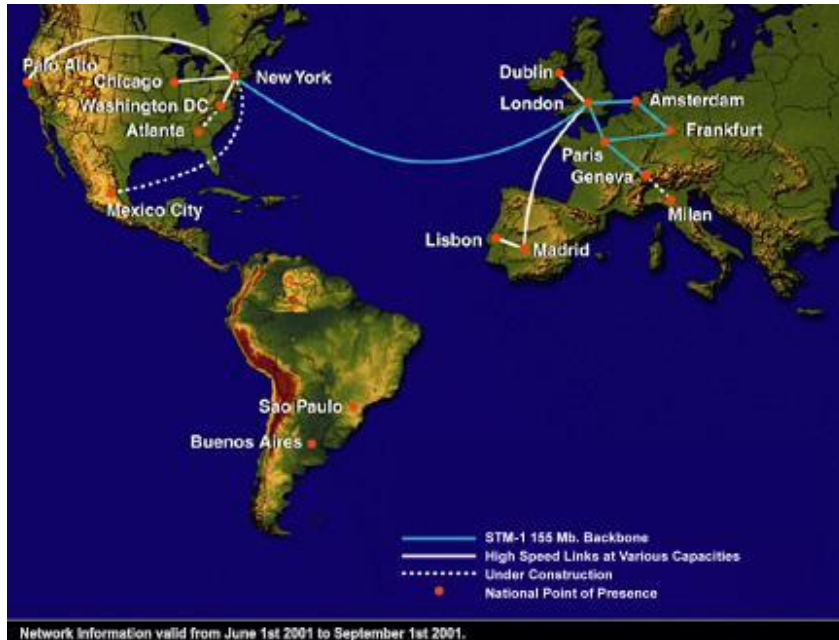 Palo Alto
Chicago
New York
Washington DC
Atlanta
Mexico City
Dublin
London
Amsterdam
Frankfurt
Paris
Geneva
Milan
Lisbon
Madrid
Sao Paulo
Buenos Aires
STM-1 155 Mb. Backbone
High Speed Links at Various Capacities
Under Construction
National Point of Presence
Network Information valid from June 1st 2001 to September 1st 2001.